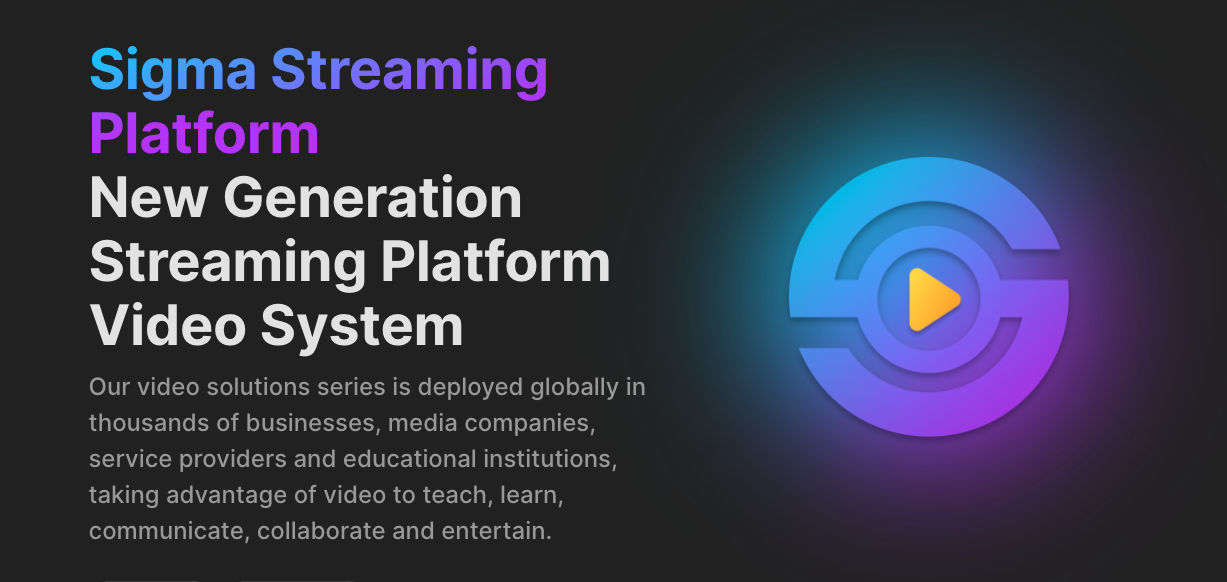 Sigma Streaming
Platform
New Generation
Streaming Platform
Video System
Our video solutions series is deployed globally in
thousands of businesses, media companies,
service providers and educational institutions,
taking advantage of video to teach, learn,
communicate, collaborate and entertain.